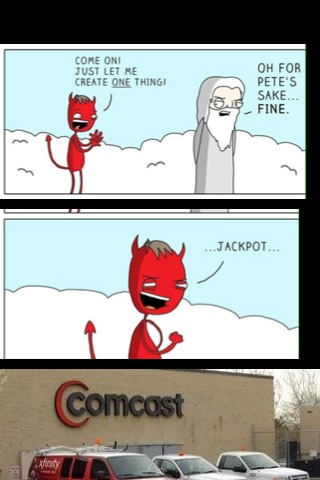 COME ON!
JUST LET ME
CREATE ONE THING!
OH FOR
PETE'S
SAKE...
FINE.
...JACKPOT...
Comcast
xfinity